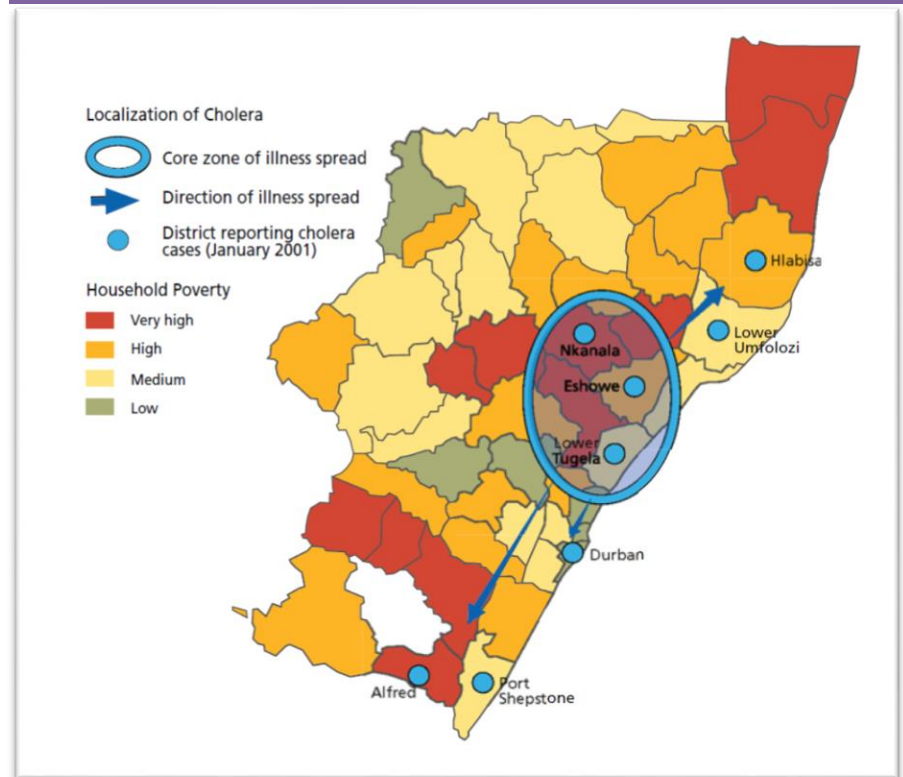 Localization of Cholera
Core zone of illness spread
Direction of illness spread
District reporting cholera
cases (January 2001)
Household Poverty
Very high
High
Medium
Low
Hlabisa
Lower
Umfolozi
Nkanala
Eshowe
Lower
Tugela
Durban
Alfred
Port
Shepstone